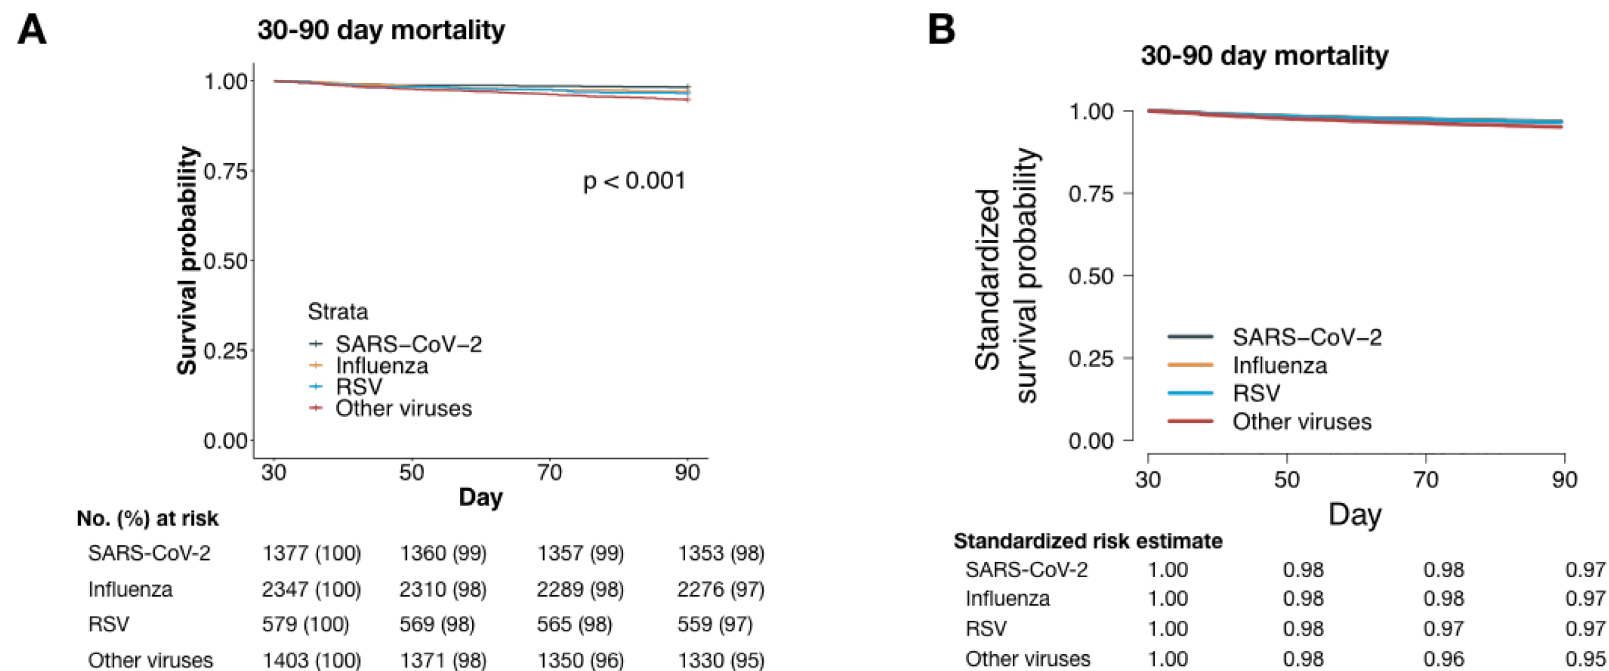 A
30-90 day mortality
Survival probability
1.00
0.75
0.50
0.25
0.00
p < 0.001
Strata
SARS−CoV−2
Influenza
RSV
Other viruses
30 50 70 90
Day
No. (%) at risk
SARS-CoV-2 1377 (100) 1360 (99) 1357 (99) 1353 (98)
Influenza 2347 (100) 2310 (98) 2289 (98) 2276 (97)
RSV 579 (100) 569 (98) 565 (98) 559 (97)
Other viruses 1403 (100) 1371 (98) 1350 (96) 1330 (95)
B
30-90 day mortality
Standardized
survival probability
1.00
0.75
0.50
0.25
0.00
SARS−CoV−2
Influenza
RSV
Other viruses
30 50 70 90
Day
Standardized risk estimate
SARS-CoV-2 1.00 0.98 0.98 0.97
Influenza 1.00 0.98 0.98 0.97
RSV 1.00 0.98 0.97 0.97
Other viruses 1.00 0.98 0.96 0.95